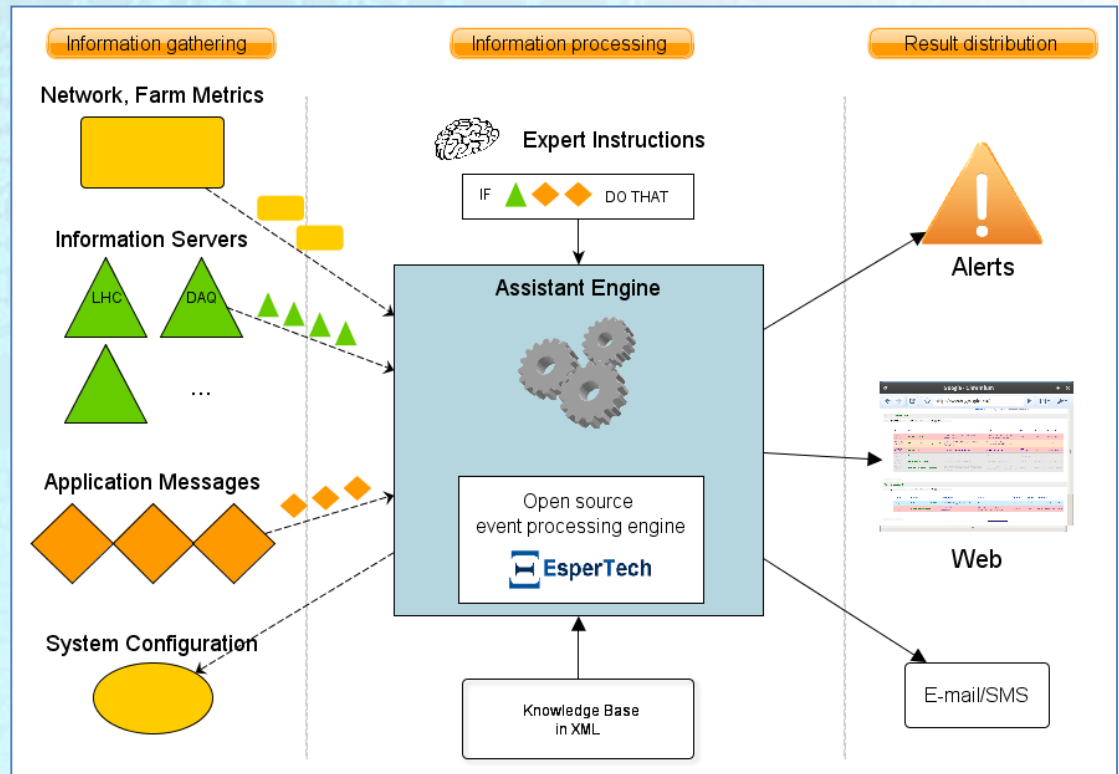 Information gathering
Information processing
Result distribution
Network, Farm Metrics
Expert Instructions
IF DO THAT
Information Servers
LHC
DAQ
...
Assistant Engine
Alerts
Application Messages
Open source
event processing engine
EsperTech
Web
System Configuration
Knowledge Base
in XML
E-mail/SMS